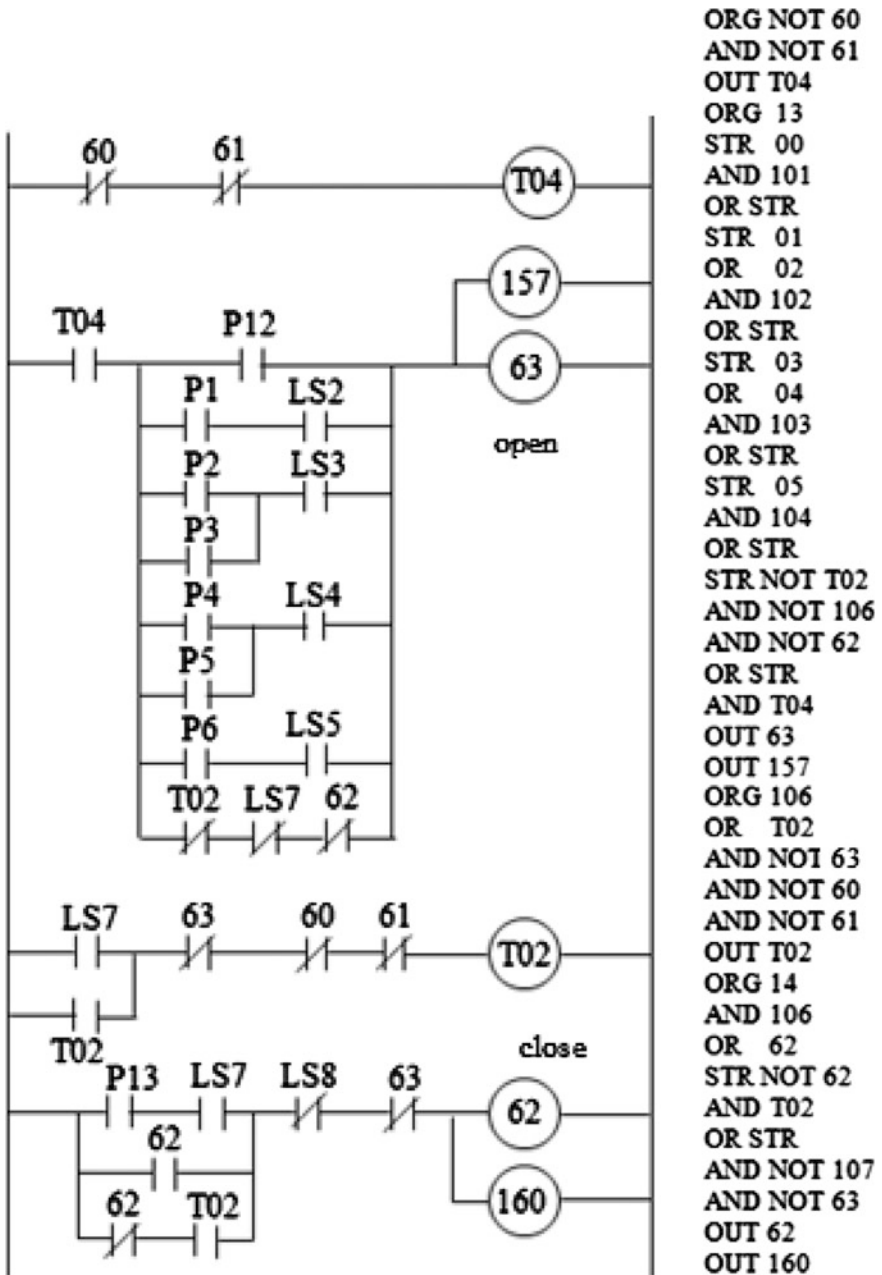 60 61
T04
157
T04 P12
63
P1 LS2
open
P2 LS3
P3
P4 LS4
P5
P6 LS5
T02 LS7 62
LS7 63 60 61
T02
T02
close
P13 LS7 LS8 63
62
62
62 T02
160
ORG NOT 60
AND NOT 61
OUT T04
ORG 13
STR 00
AND 101
OR STR
STR 01
OR 02
AND 102
OR STR
STR 03
OR 04
AND 103
OR STR
STR 05
AND 104
OR STR
STR NOT T02
AND NOT 106
AND NOT 62
OR STR
AND T04
OUT 63
OUT 157
ORG 106
OR T02
AND NOT 63
AND NOT 60
AND NOT 61
OUT T02
ORG 14
AND 106
OR 62
STR NOT 62
AND T02
OR STR
AND NOT 107
AND NOT 63
OUT 62
OUT 160